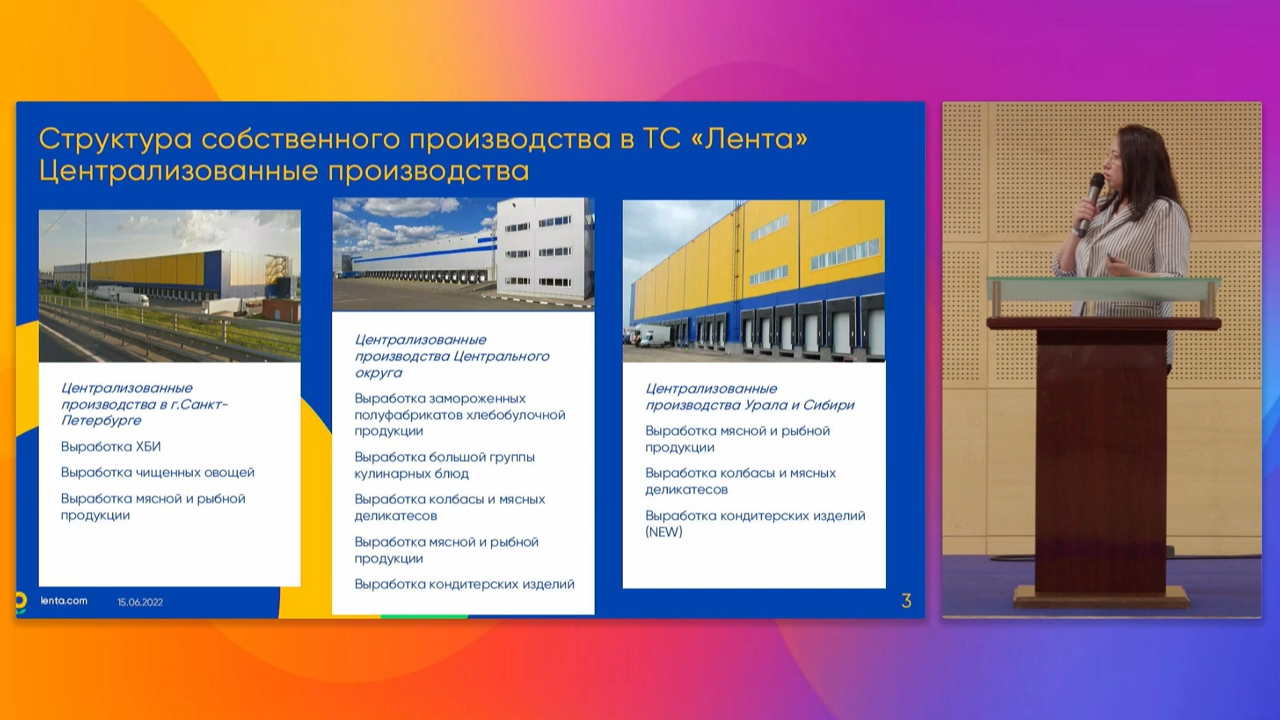 Структура собственного производства в ТС «Лента»
Централизованные производства
Централизованные
производства в г.Санкт-
Петербурге
Выработка ХБИ
Выработка чищенных овощей
Выработка мясной и рыбной
продукции
Централизованные
производства Центрального
округа
Выработка замороженных
полуфабрикатов хлебобулочной
продукции
Выработка большой группы
кулинарных блюд
Выработка колбасы и мясных
деликатесов
Выработка мясной и рыбной
продукции
Выработка кондитерских изделий
Централизованные
производства Урала и Сибири
Выработка мясной и рыбной
продукции
Выработка колбасы и мясных
деликатесов
Выработка кондитерских изделий
(NEW)
lenta.com
15.06.2022
3